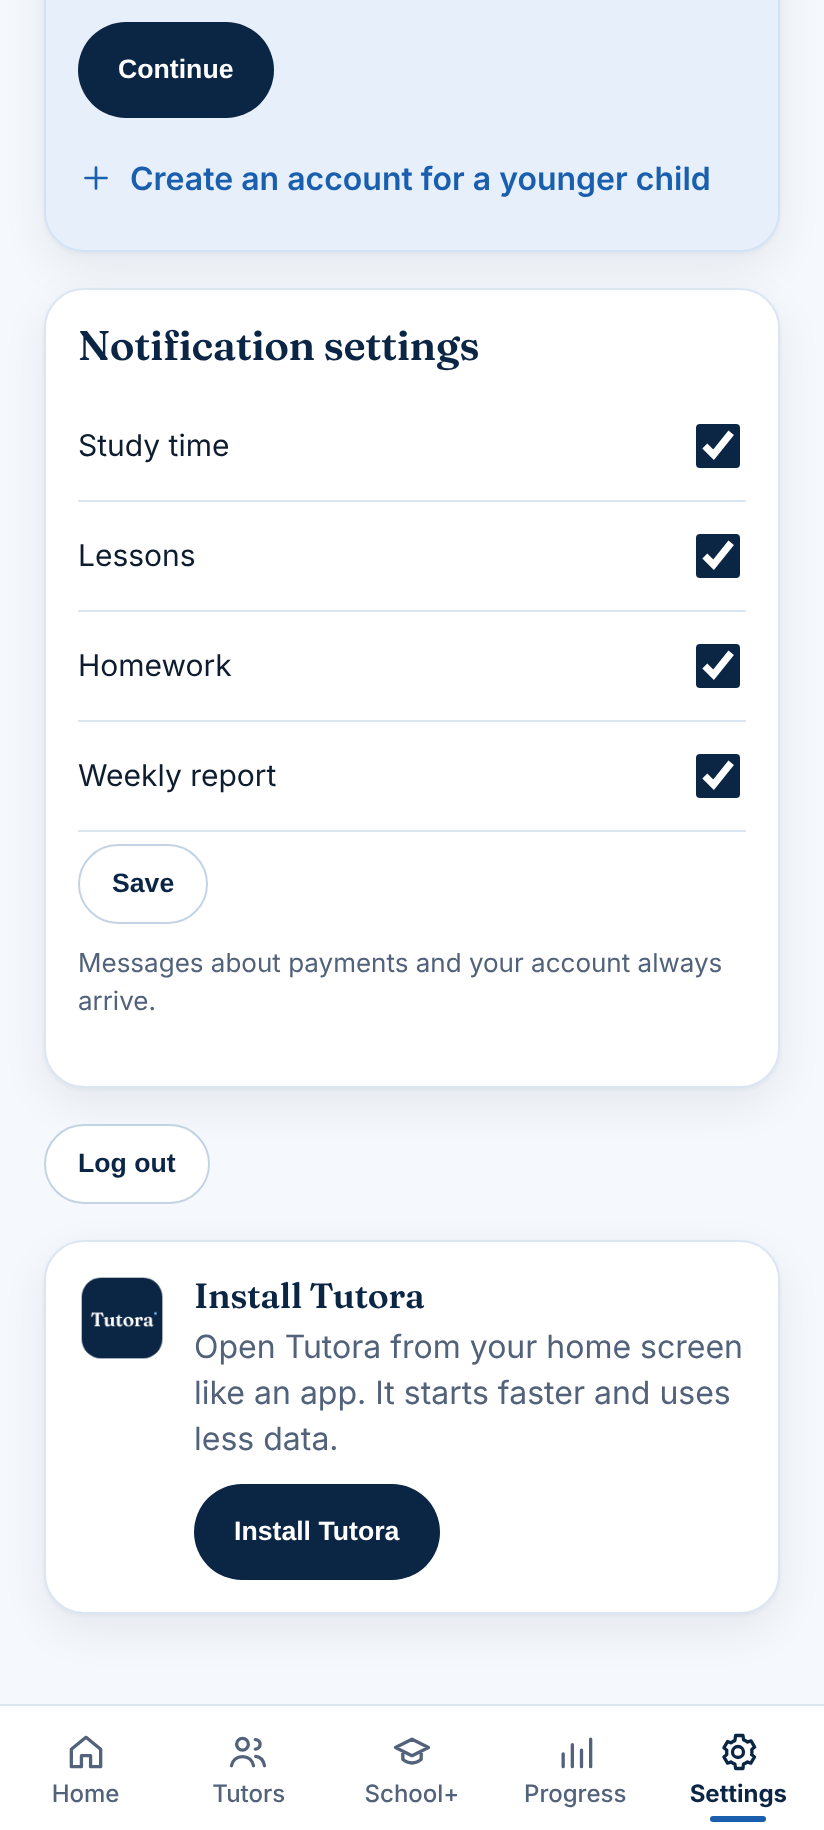 Continue
Create an account for a younger child
Notification settings
Study time
Lessons
Homework
Weekly report
Save
Messages about payments and your account always
arrive.
Log out
Tutora
Install Tutora
Open Tutora from your home screen
like an app. It starts faster and uses
less data.
Install Tutora
Home
Tutors
School+
Progress
Settings